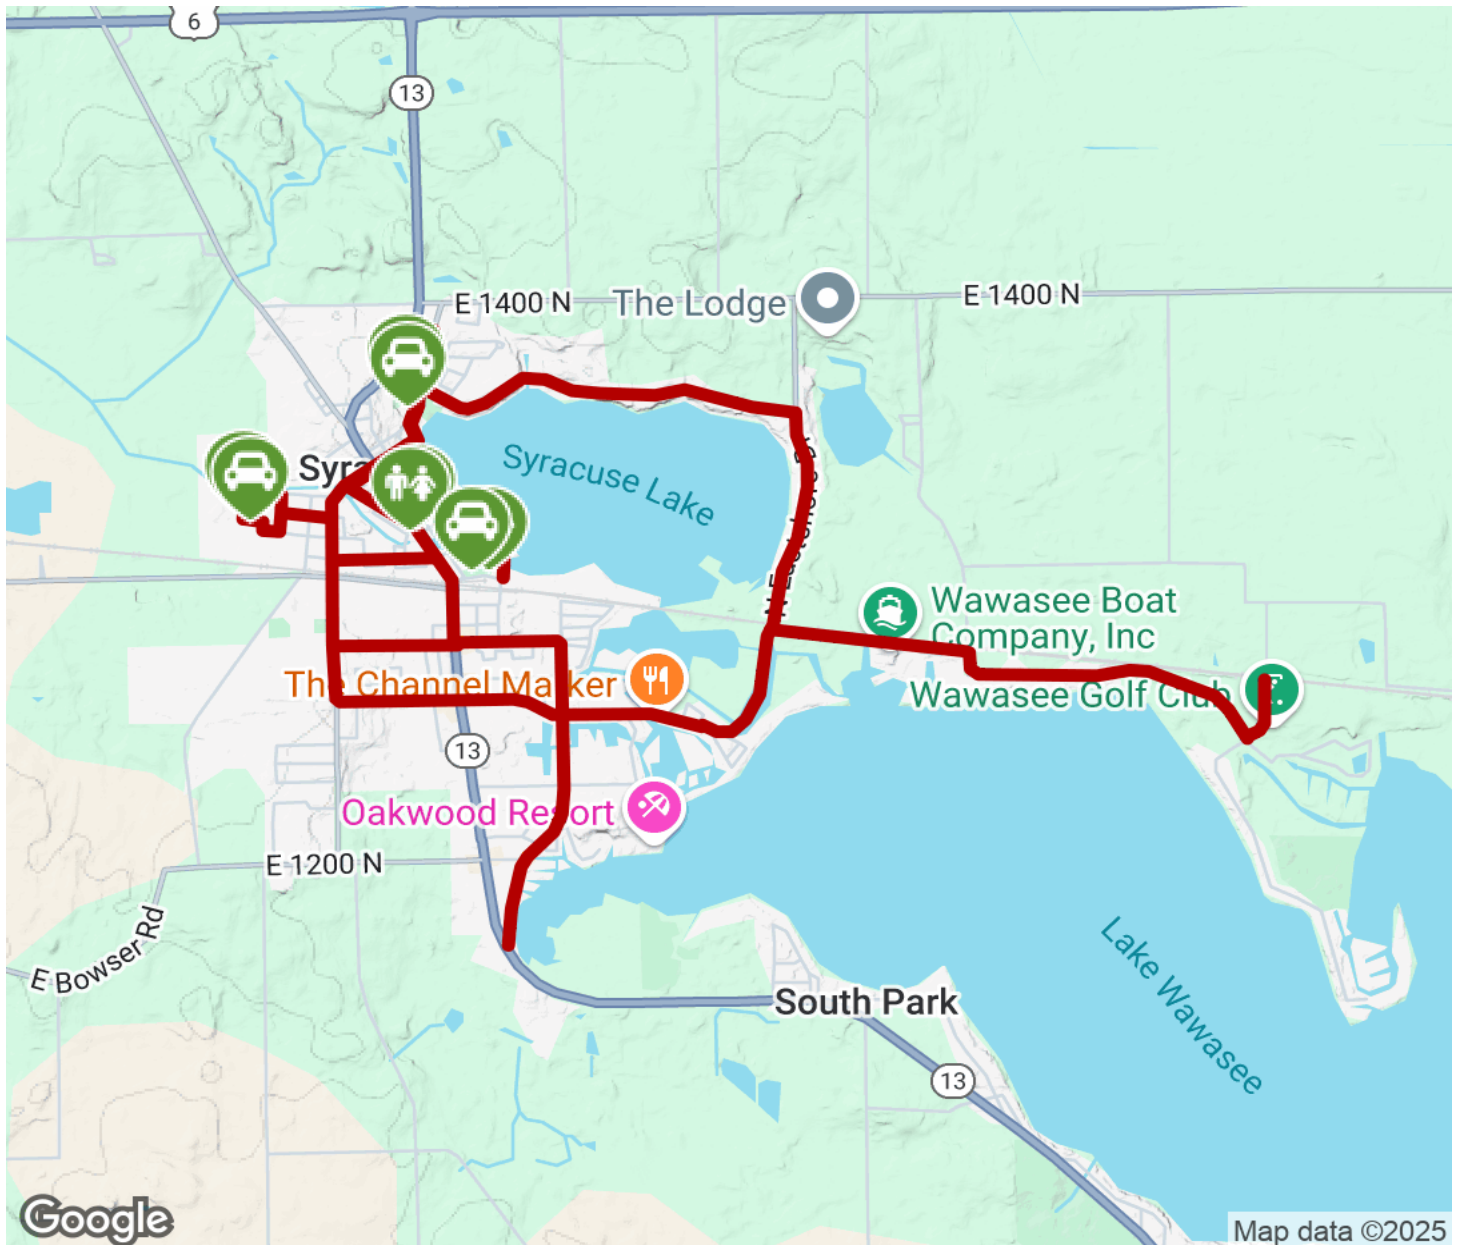 6
13
E 1400 N
The Lodge
E 1400 N
Syra
Syracuse Lake
Wawasee Boat
Company, Inc
The Channel Marker
Wawasee Golf Club
13
Oakwood Resort
E 1200 N
E Bowser Rd
South Park
Lake Wawasee
13
Google
Map data ©2025